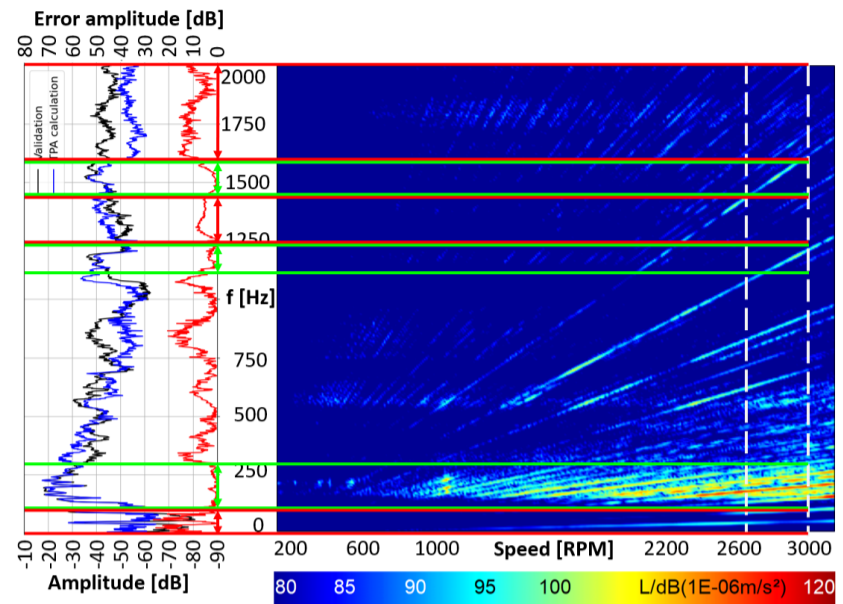 Error amplitude [dB]
80 70 60 50 40 30 20 10 0
Validation
TPA calculation
2000
1750
1500
1250
f [Hz]
750
500
250
0
-10 -20 -30 -40 -50 -60 -70 -80 -90
Amplitude [dB]
200 600 1000 Speed [RPM] 2200 2600 3000
80 85 90 95 100 L/dB(1E-06m/s²) 120